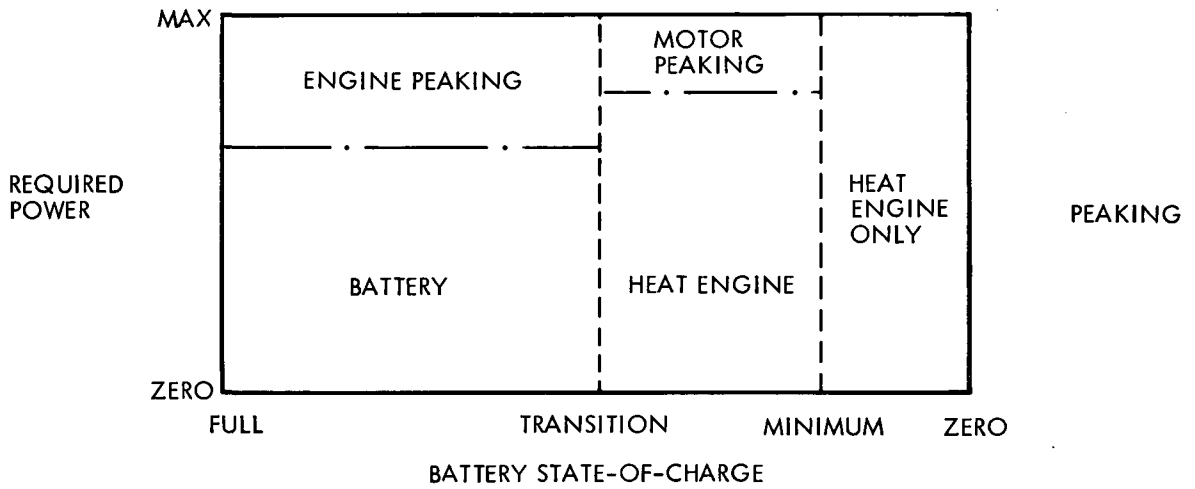 MAX
MOTOR
PEAKING
ENGINE PEAKING
REQUIRED
POWER
HEAT
ENGINE
ONLY
PEAKING
BATTERY
HEAT ENGINE
ZERO
FULL
TRANSITION
MINIMUM
ZERO
BATTERY STATE-OF-CHARGE